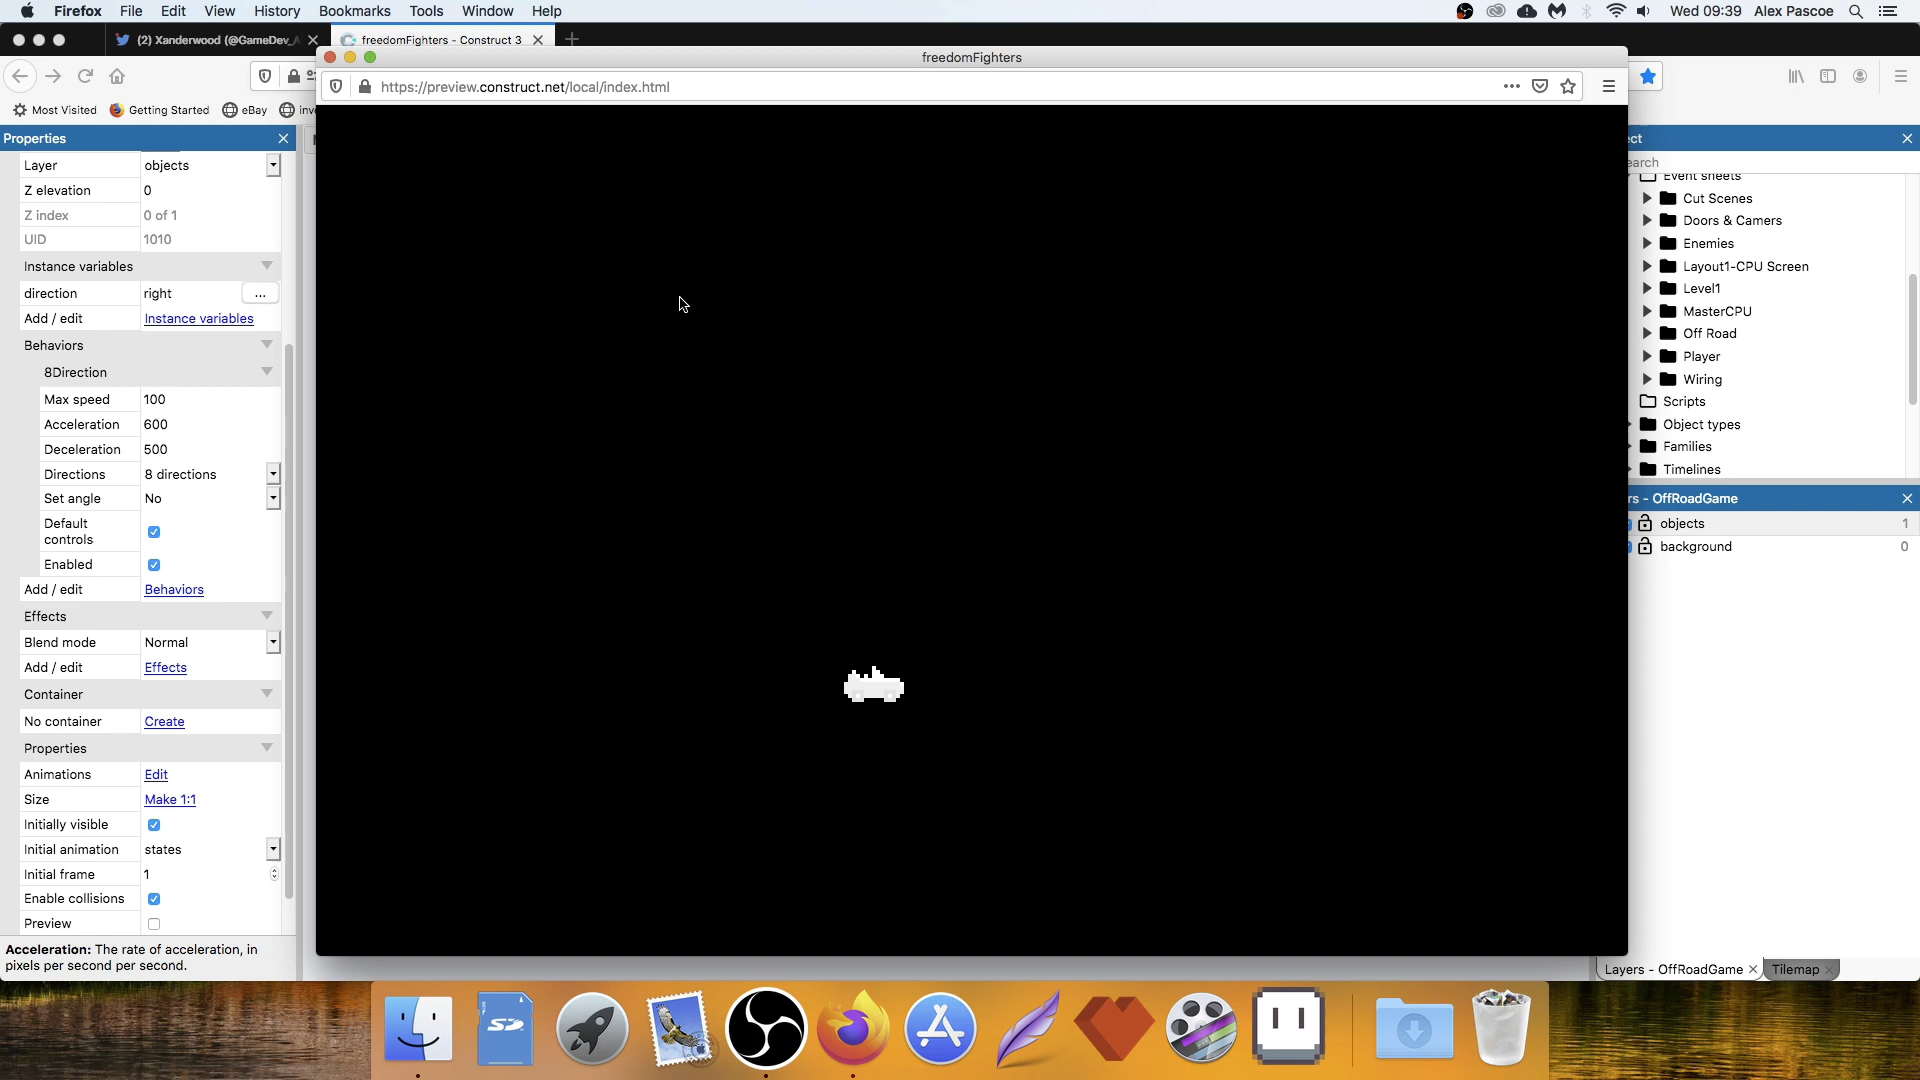 Firefox File Edit View History Bookmarks Tools Window Help Wed 09:39 Alex Pascoe
(2) Xanderwood (@GameDev_A
freedomFighters - Construct 3
freedomFighters
https://preview.construct.net/local/index.html
Most Visited Getting Started eBay inv
Properties
Layer objects
Z elevation 0
Z index 0 of 1
UID 1010
Instance variables
direction right ...
Add / edit Instance variables
Behaviors
8Direction
Max speed 100
Acceleration 600
Deceleration 500
Directions 8 directions
Set angle No
Default controls
Enabled
Add / edit Behaviors
Effects
Blend mode Normal
Add / edit Effects
Container
No container Create
Properties
Animations Edit
Size Make 1:1
Initially visible
Initial animation states
Initial frame 1
Enable collisions
Preview
Acceleration: The rate of acceleration, in
pixels per second per second.
ect
earch
Event sheets
Cut Scenes
Doors & Camers
Enemies
Layout1-CPU Screen
Level1
MasterCPU
Off Road
Player
Wiring
Scripts
Object types
Families
Timelines
rs - OffRoadGame
objects 1
background 0
Layers - OffRoadGame Tilemap
SD